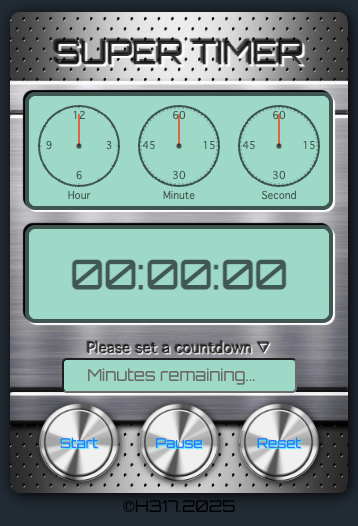 SUPER TIMER
12 60 60
9 3 45 15 45 15
6 30 30
Hour Minute Second
00:00:00
Please set a countdown ▽
Minutes remaining...
Start Pause Reset
©H317.2025